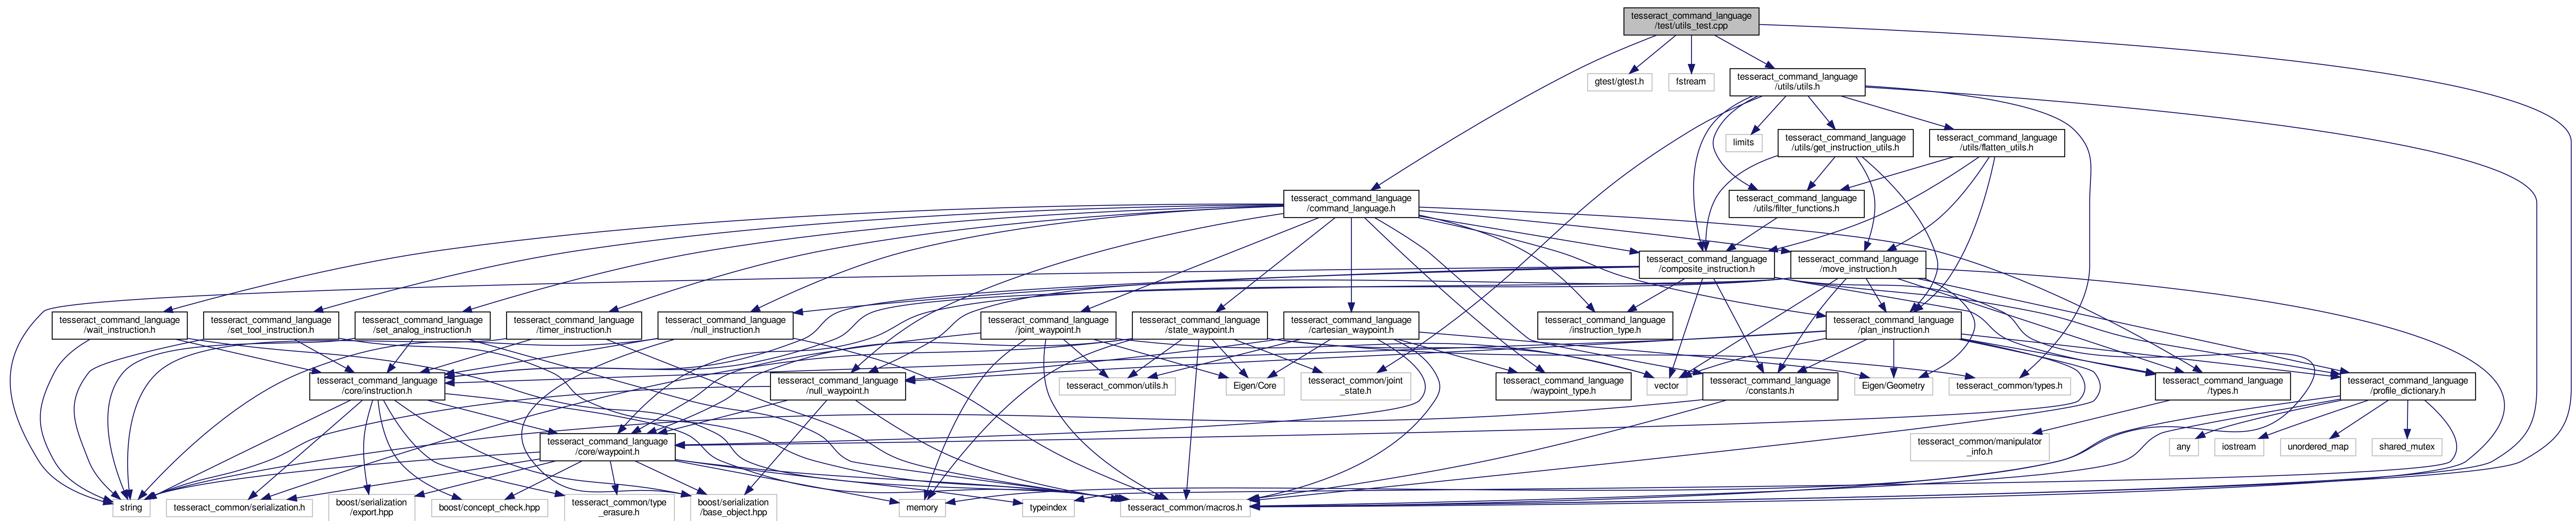 tesseract_command_language
/test/utils_test.cpp
gtest/gtest.h
fstream
tesseract_command_language
/utils/utils.h
limits
tesseract_command_language
/utils/get_instruction_utils.h
tesseract_command_language
/utils/flatten_utils.h
tesseract_command_language
/command_language.h
tesseract_command_language
/utils/filter_functions.h
tesseract_command_language
/composite_instruction.h
tesseract_command_language
/move_instruction.h
tesseract_command_language
/wait_instruction.h
tesseract_command_language
/set_tool_instruction.h
tesseract_command_language
/set_analog_instruction.h
tesseract_command_language
/timer_instruction.h
tesseract_command_language
/null_instruction.h
tesseract_command_language
/joint_waypoint.h
tesseract_command_language
/state_waypoint.h
tesseract_command_language
/cartesian_waypoint.h
tesseract_command_language
/instruction_type.h
tesseract_command_language
/plan_instruction.h
tesseract_command_language
/core/instruction.h
tesseract_command_language
/null_waypoint.h
tesseract_common/utils.h
Eigen/Core
tesseract_common/joint
_state.h
tesseract_command_language
/waypoint_type.h
vector
tesseract_command_language
/constants.h
Eigen/Geometry
tesseract_common/types.h
tesseract_command_language
/types.h
tesseract_command_language
/profile_dictionary.h
tesseract_command_language
/core/waypoint.h
tesseract_common/manipulator
_info.h
any
iostream
unordered_map
shared_mutex
string
tesseract_common/serialization.h
boost/serialization
/export.hpp
boost/concept_check.hpp
tesseract_common/type
_erasure.h
boost/serialization
/base_object.hpp
memory
typeindex
tesseract_common/macros.h